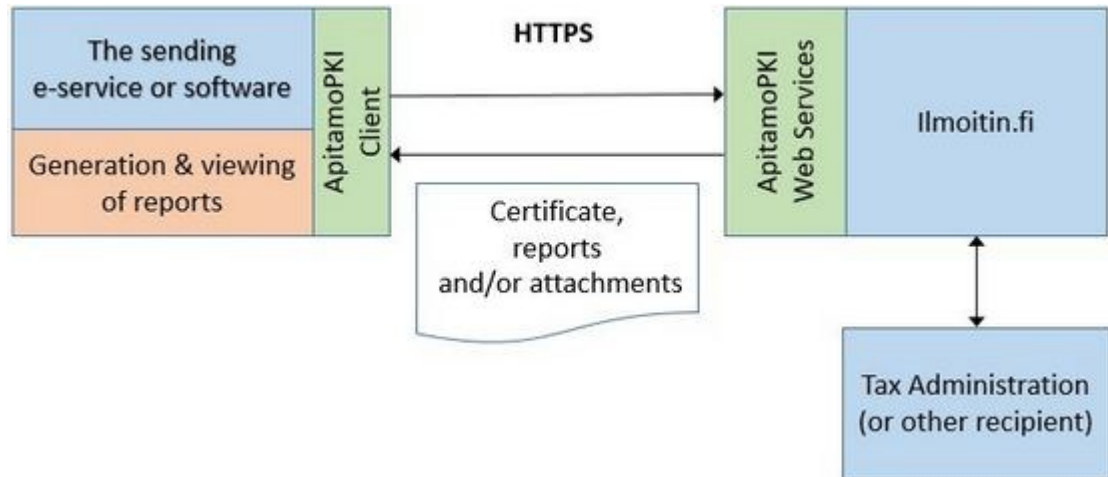 The sending
e-service or software
Generation & viewing
of reports
ApitamoPKI
Client
HTTPS
Certificate,
reports
and/or attachments
ApitamoPKI
Web Services
Ilmoitin.fi
Tax Administration
(or other recipient)